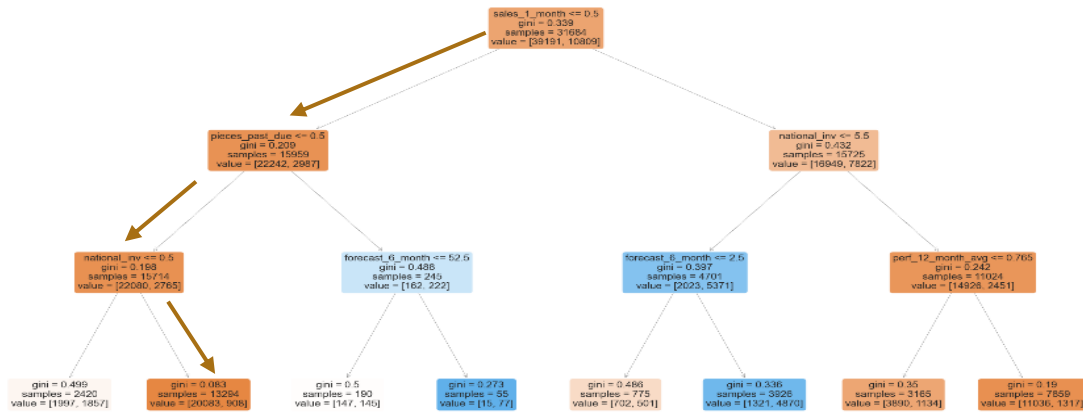 sales_1_month <= 0.5
gini = 0.339
samples = 31684
value = [39191, 10809]
pieces_past_due <= 0.5
gini = 0.209
samples = 15959
value = [22242, 2987]
national_inv <= 5.5
gini = 0.432
samples = 15725
value = [16949, 7822]
national_inv <= 0.5
gini = 0.198
samples = 15714
value = [22080, 2765]
forecast_6_month <= 52.5
gini = 0.488
samples = 245
value = [162, 222]
forecast_6_month <= 2.5
gini = 0.397
samples = 4701
value = [2023, 5371]
perf_12_month_avg <= 0.765
gini = 0.242
samples = 11024
value = [14926, 2451]
gini = 0.499
samples = 2420
value = [1997, 1857]
gini = 0.083
samples = 13294
value = [20083, 908]
gini = 0.5
samples = 190
value = [147, 145]
gini = 0.273
samples = 55
value = [15, 77]
gini = 0.486
samples = 775
value = [702, 501]
gini = 0.336
samples = 3926
value = [1321, 4870]
gini = 0.35
samples = 3165
value = [3890, 1134]
gini = 0.19
samples = 7859
value = [11036, 1317]